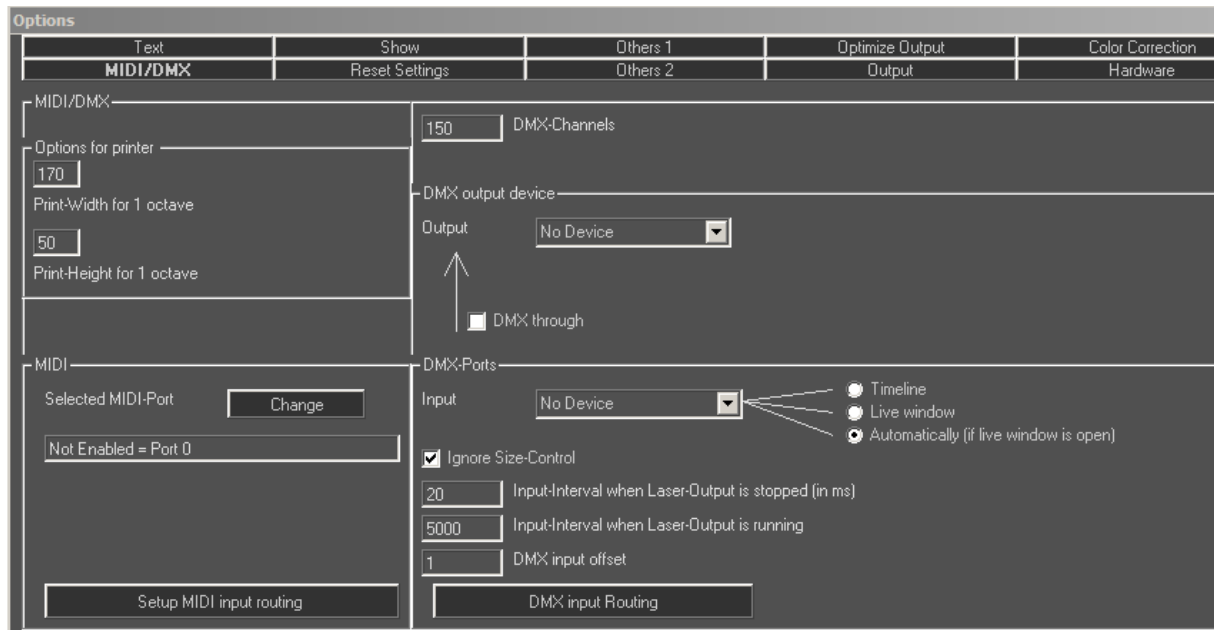 Options
Text Show Others 1 Optimize Output Color Correction
MIDI/DMX Reset Settings Others 2 Output Hardware
MIDI/DMX
150 DMX-Channels
Options for printer
170
Print-Width for 1 octave
50
Print-Height for 1 octave
DMX output device
Output No Device
DMX through
MIDI
Selected MIDI-Port Change
Not Enabled = Port 0
Setup MIDI input routing
DMX-Ports
Input No Device
Timeline
Live window
Automatically (if live window is open)
Ignore Size-Control
20 Input-Interval when Laser-Output is stopped (in ms)
5000 Input-Interval when Laser-Output is running
1 DMX input offset
DMX input Routing